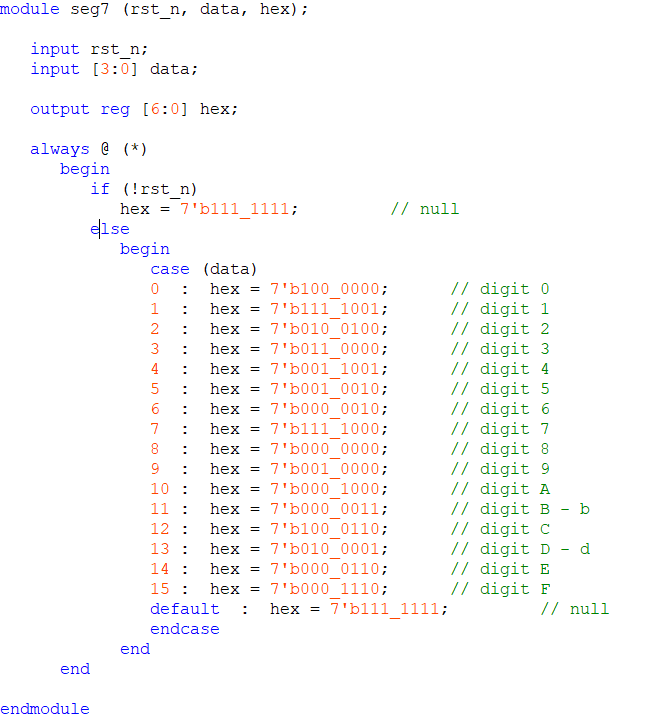 module seg7 (rst_n, data, hex);
input rst_n;
input [3:0] data;
output reg [6:0] hex;
always @ (*)
begin
if (!rst_n)
hex = 7'b111_1111; // null
else
begin
case (data)
0 : hex = 7'b100_0000; // digit 0
1 : hex = 7'b111_1001; // digit 1
2 : hex = 7'b010_0100; // digit 2
3 : hex = 7'b011_0000; // digit 3
4 : hex = 7'b001_1001; // digit 4
5 : hex = 7'b001_0010; // digit 5
6 : hex = 7'b000_0010; // digit 6
7 : hex = 7'b111_1000; // digit 7
8 : hex = 7'b000_0000; // digit 8
9 : hex = 7'b001_0000; // digit 9
10 : hex = 7'b000_1000; // digit A
11 : hex = 7'b000_0011; // digit B - b
12 : hex = 7'b100_0110; // digit C
13 : hex = 7'b010_0001; // digit D - d
14 : hex = 7'b000_0110; // digit E
15 : hex = 7'b000_1110; // digit F
default : hex = 7'b111_1111; // null
endcase
end
end
endmodule